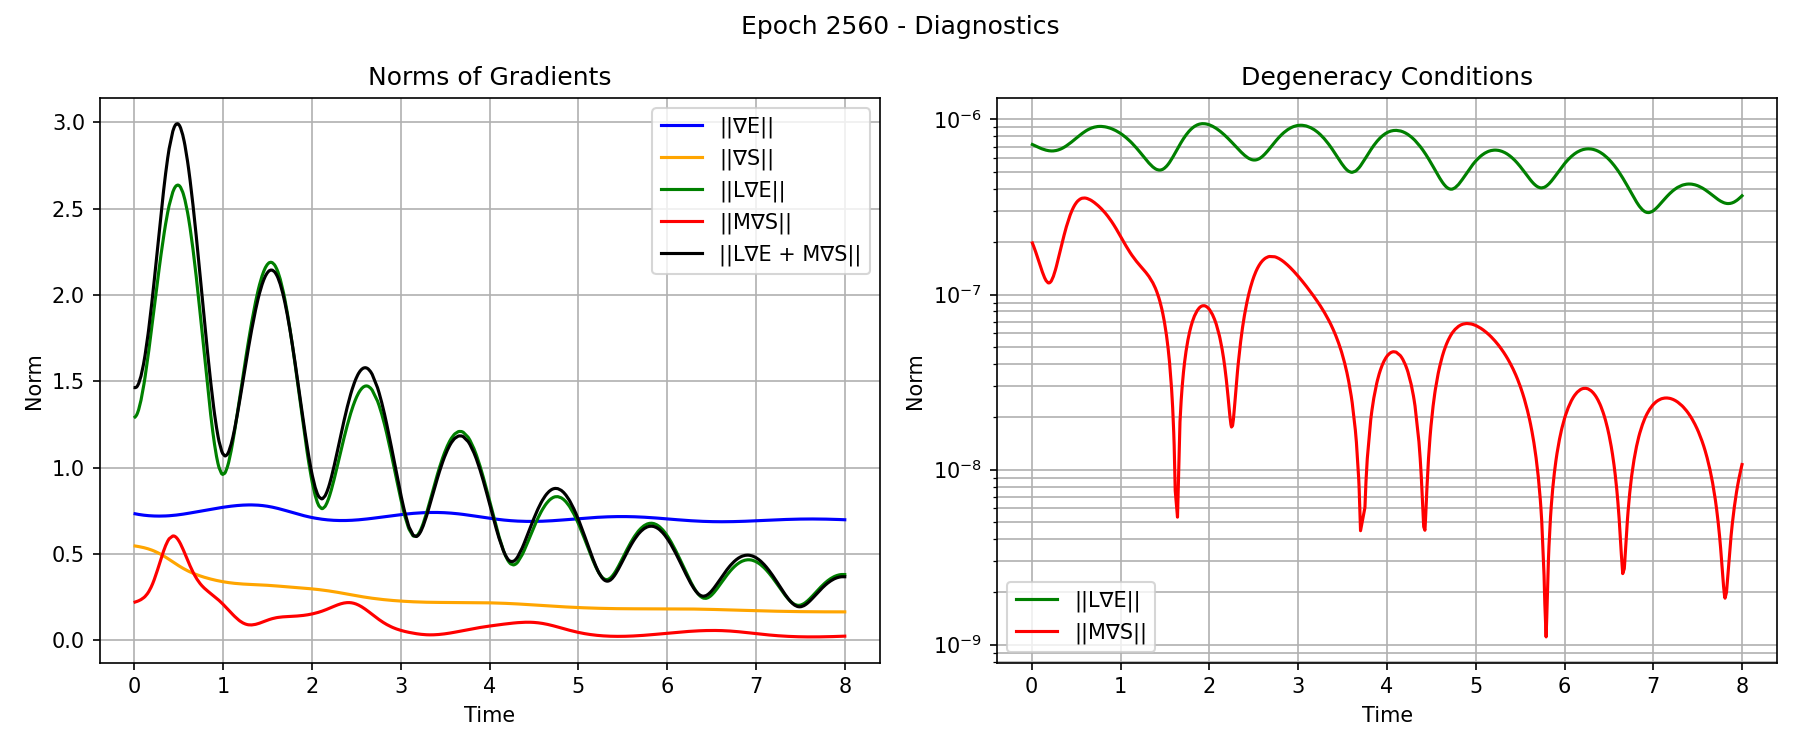 Epoch 2560 - Diagnostics
Norms of Gradients
Norm
3.0
2.5
2.0
1.5
1.0
0.5
0.0
||∇E||
||∇S||
||L∇E||
||M∇S||
||L∇E + M∇S||
0 1 2 3 4 5 6 7 8
Time
Degeneracy Conditions
Norm
10⁻⁶
10⁻⁷
10⁻⁸
10⁻⁹
||L∇E||
||M∇S||
0 1 2 3 4 5 6 7 8
Time